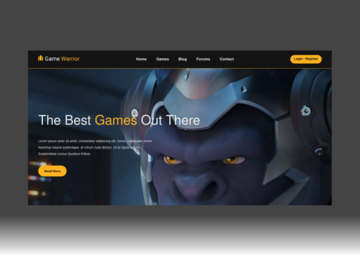 Game Warrior
Home Games Blog Forums Contact
Login / Register
The Best Games Out There
Lorem ipsum dolor sit amet, consectetur adipiscing elit. Donec malesuada lorem
maximus mauris scelerisque, at rutrum nulla dictum. Ut ac ligula sapien.
Suspendisse cursus faucibus finibus.
Read More